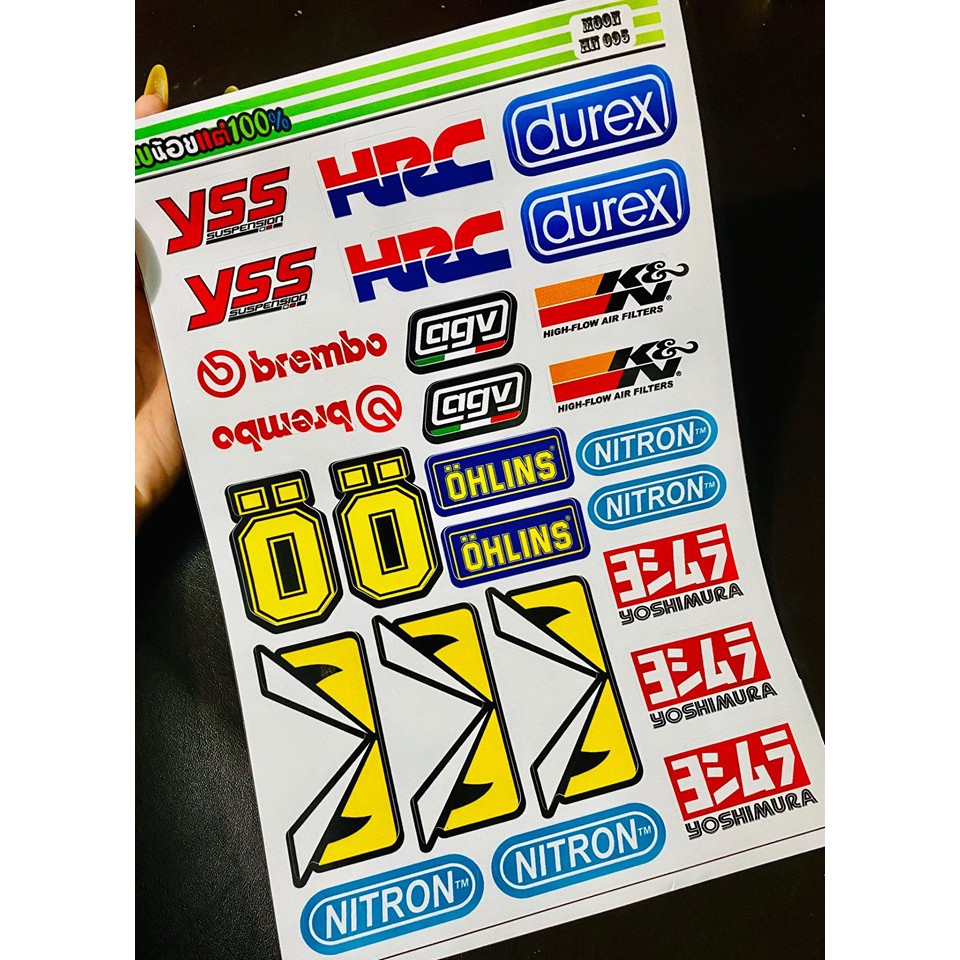 MOON
HN 095
น้อยแต่100%
YSS
SUSPENSION
HRC
durex
YSS
SUSPENSION
HRC
durex
brembo
agv
K&N®
HIGH-FLOW AIR FILTERS
brembo
agv
K&N®
HIGH-FLOW AIR FILTERS
Ö
Ö
ÖHLINS
NITRON™
ÖHLINS
NITRON™
ヨシムラ
YOSHIMURA
ヨシムラ
YOSHIMURA
ヨシムラ
YOSHIMURA
NITRON™
NITRON™